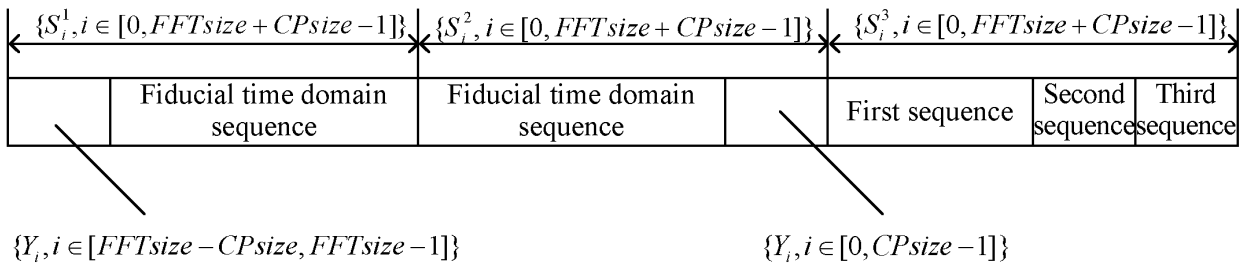 {S_i^1, i ∈ [0, FFTsize + CPsize − 1]} {S_i^2, i ∈ [0, FFTsize + CPsize − 1]} {S_i^3, i ∈ [0, FFTsize + CPsize − 1]}
Fiducial time domain
sequence
Fiducial time domain
sequence
First sequence
Second
sequence
Third
sequence
{Y_i, i ∈ [FFTsize − CPsize, FFTsize − 1]}
{Y_i, i ∈ [0, CPsize − 1]}